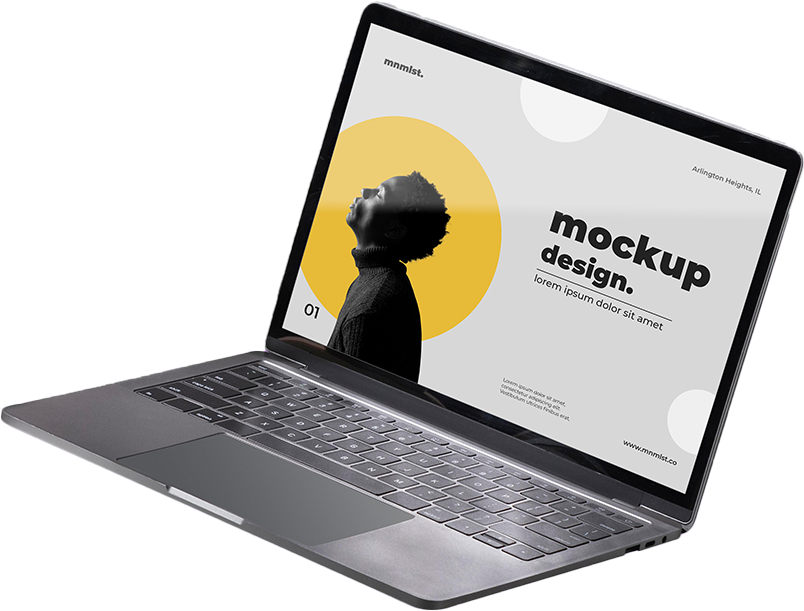 mnmlst.
Arlington Heights, IL
mockup
design.
lorem ipsum dolor sit amet
01
Lorem ipsum dolor sit amet,
consectetur adipiscing elit.
Vestibulum ultrices finibus erat.
www.mnmlst.co